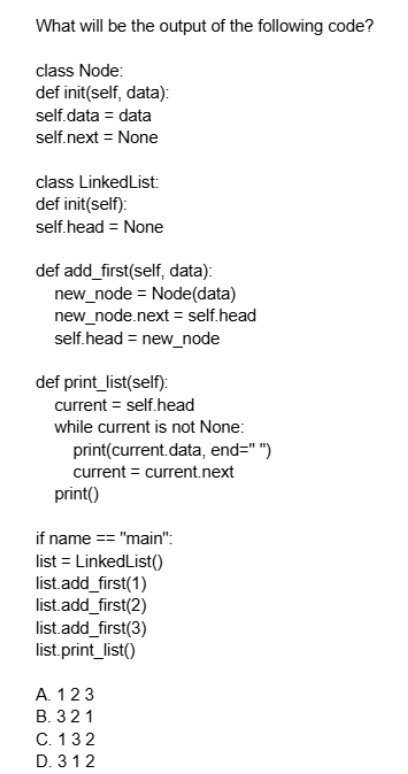 What will be the output of the following code?

class Node:
def init(self, data):
self.data = data
self.next = None

class LinkedList:
def init(self):
self.head = None

def add_first(self, data):
    new_node = Node(data)
    new_node.next = self.head
    self.head = new_node

def print_list(self):
    current = self.head
    while current is not None:
        print(current.data, end=" ")
        current = current.next
    print()

if name == "main":
list = LinkedList()
list.add_first(1)
list.add_first(2)
list.add_first(3)
list.print_list()

A. 1 2 3
B. 3 2 1
C. 1 3 2
D. 3 1 2